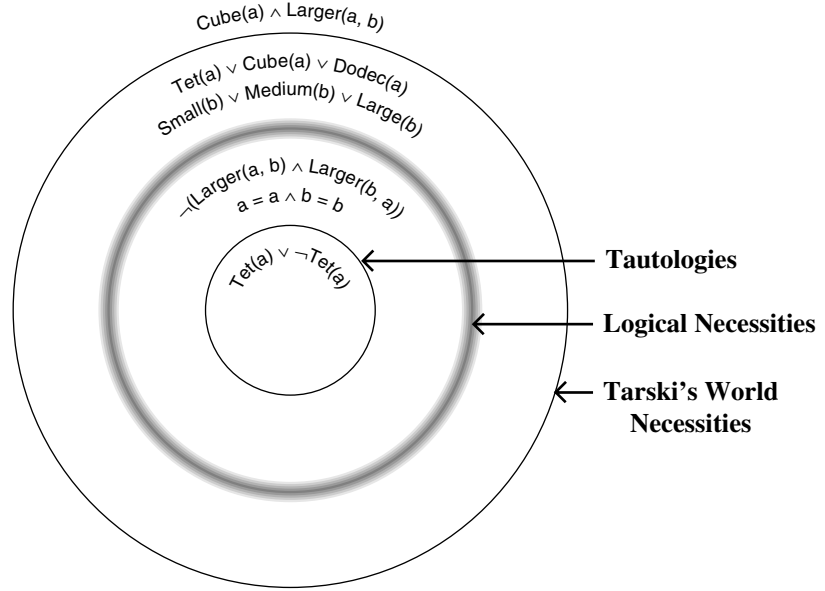 Cube(a) ∧ Larger(a, b)
Tet(a) ∨ Cube(a) ∨ Dodec(a)
Small(b) ∨ Medium(b) ∨ Large(b)
¬(Larger(a, b) ∧ Larger(b, a))
a = a ∧ b = b
Tet(a) ∨ ¬Tet(a)
Tautologies
Logical Necessities
Tarski's World
Necessities